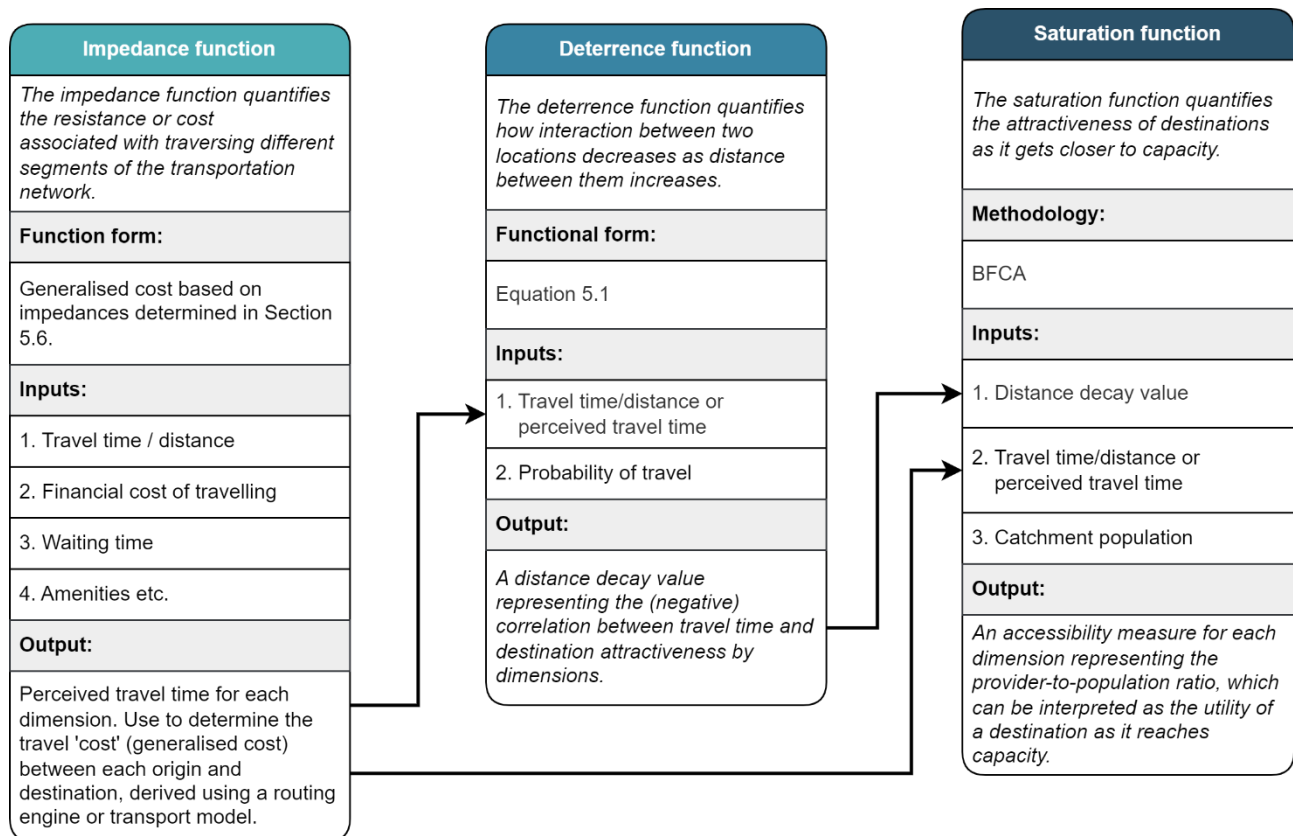 Impedance function
The impedance function quantifies
the resistance or cost
associated with traversing different
segments of the transportation
network.
Function form:
Generalised cost based on
impedances determined in Section
5.6.
Inputs:
1. Travel time / distance
2. Financial cost of travelling
3. Waiting time
4. Amenities etc.
Output:
Perceived travel time for each
dimension. Use to determine the
travel 'cost' (generalised cost)
between each origin and
destination, derived using a routing
engine or transport model.
Deterrence function
The deterrence function quantifies
how interaction between two
locations decreases as distance
between them increases.
Functional form:
Equation 5.1
Inputs:
1. Travel time/distance or
perceived travel time
2. Probability of travel
Output:
A distance decay value
representing the (negative)
correlation between travel time and
destination attractiveness by
dimensions.
Saturation function
The saturation function quantifies
the attractiveness of destinations
as it gets closer to capacity.
Methodology:
BFCA
Inputs:
1. Distance decay value
2. Travel time/distance or
perceived travel time
3. Catchment population
Output:
An accessibility measure for each
dimension representing the
provider-to-population ratio, which
can be interpreted as the utility of
a destination as it reaches
capacity.